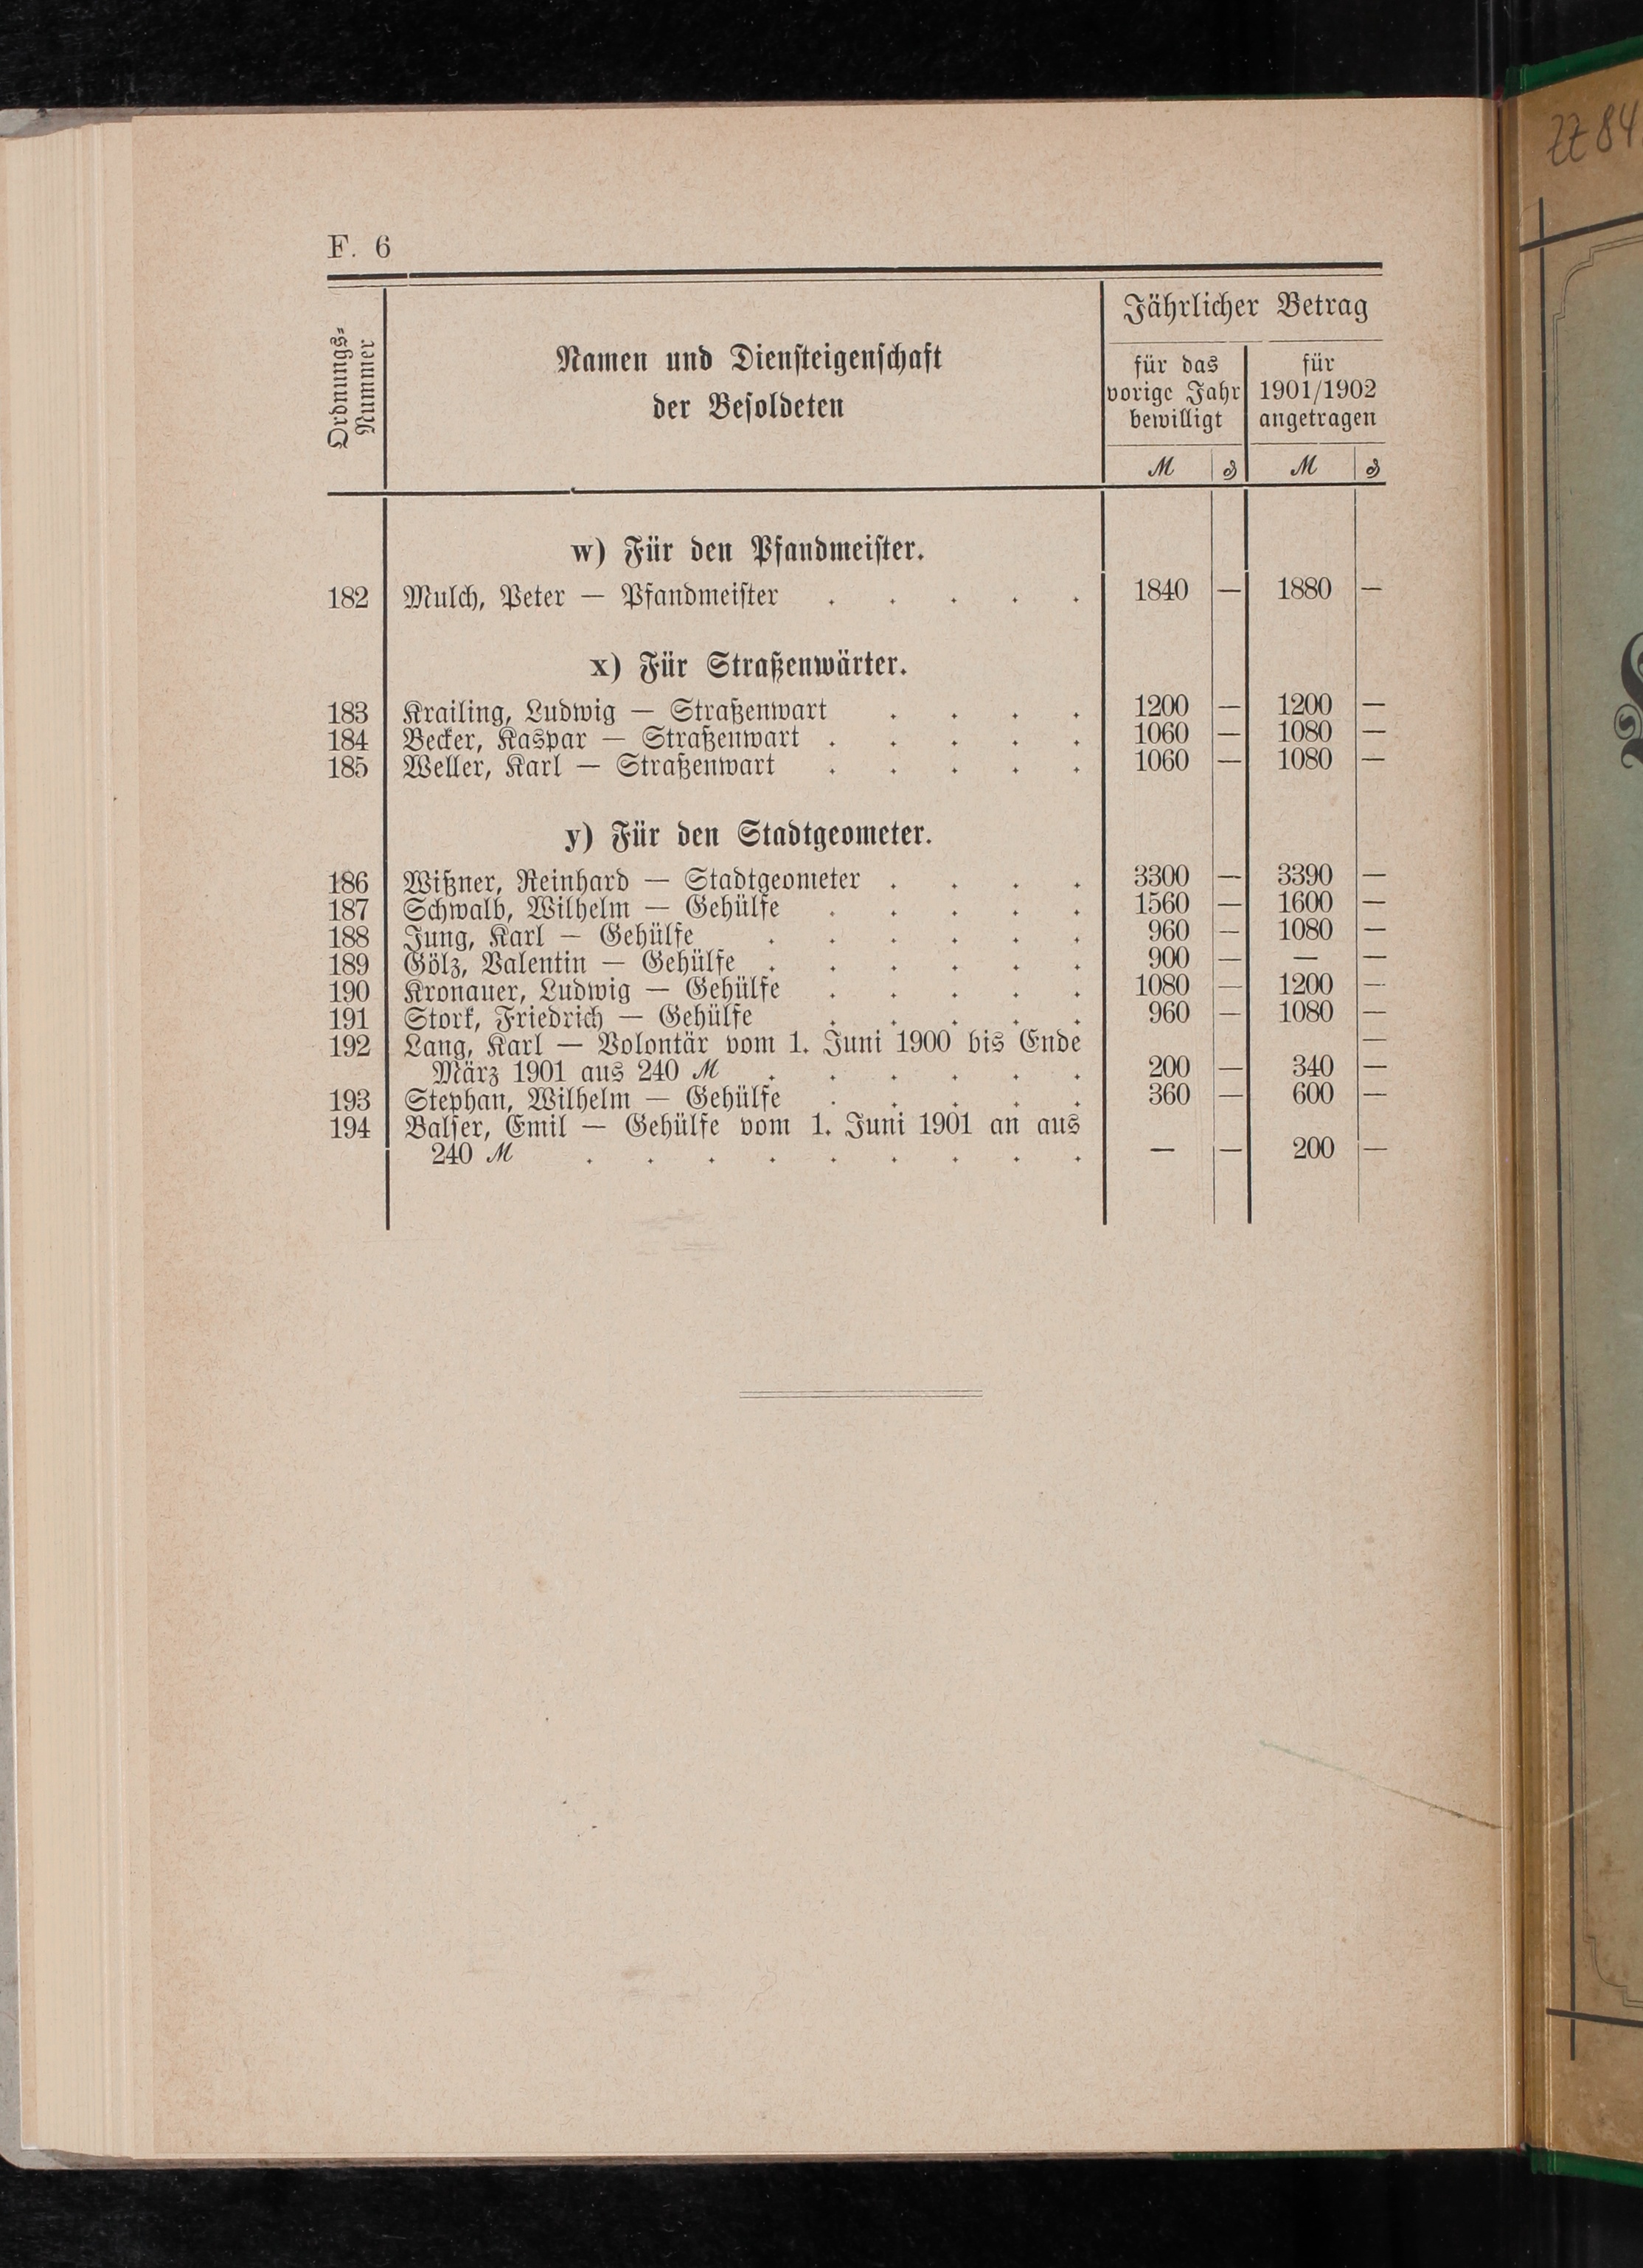 ZZ 84
F. 6
Ordnungs-
Nummer
Namen und Diensteigenschaft
der Besoldeten
Jährlicher Betrag
für das
vorige Jahr
bewilligt
für
1901/1902
angetragen
ℳ ₰ ℳ ₰
w) Für den Pfandmeister.
182 Mulch, Peter — Pfandmeister . . . . . 1840 — 1880 —
x) Für Straßenwärter.
183 Krailing, Ludwig — Straßenwart . . . . 1200 — 1200 —
184 Becker, Kaspar — Straßenwart . . . . . 1060 — 1080 —
185 Weller, Karl — Straßenwart . . . . . 1060 — 1080 —
y) Für den Stadtgeometer.
186 Wißner, Reinhard — Stadtgeometer . . . . 3300 — 3390 —
187 Schwalb, Wilhelm — Gehülfe . . . . . 1560 — 1600 —
188 Jung, Karl — Gehülfe . . . . . . 960 — 1080 —
189 Gölz, Valentin — Gehülfe . . . . . . 900 — — —
190 Kronauer, Ludwig — Gehülfe . . . . . 1080 — 1200 —
191 Stork, Friedrich — Gehülfe . . . . . 960 — 1080 —
192 Lang, Karl — Volontär vom 1. Juni 1900 bis Ende —
März 1901 aus 240 ℳ . . . . . . 200 — 340 —
193 Stephan, Wilhelm — Gehülfe . . . . . 360 — 600 —
194 Balser, Emil — Gehülfe vom 1. Juni 1901 an aus
240 ℳ . . . . . . . . . — — 200 —